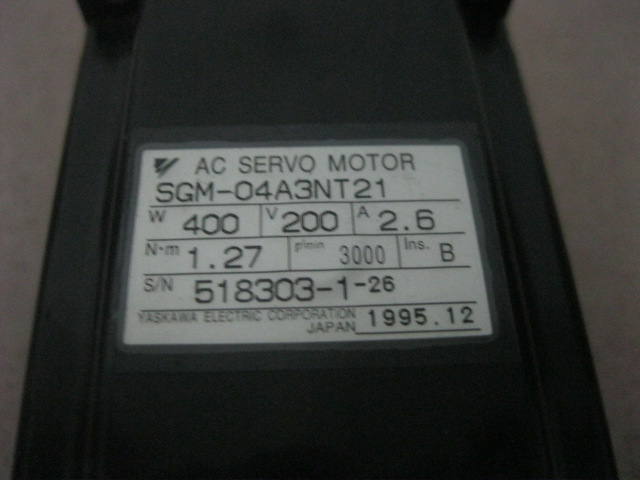 AC SERVO MOTOR
SGM-04A3NT21
W 400 V 200 A 2.6
N·m 1.27 r/min 3000 Ins. B
S/N 518303-1-26
YASKAWA ELECTRIC CORPORATION
JAPAN 1995.12